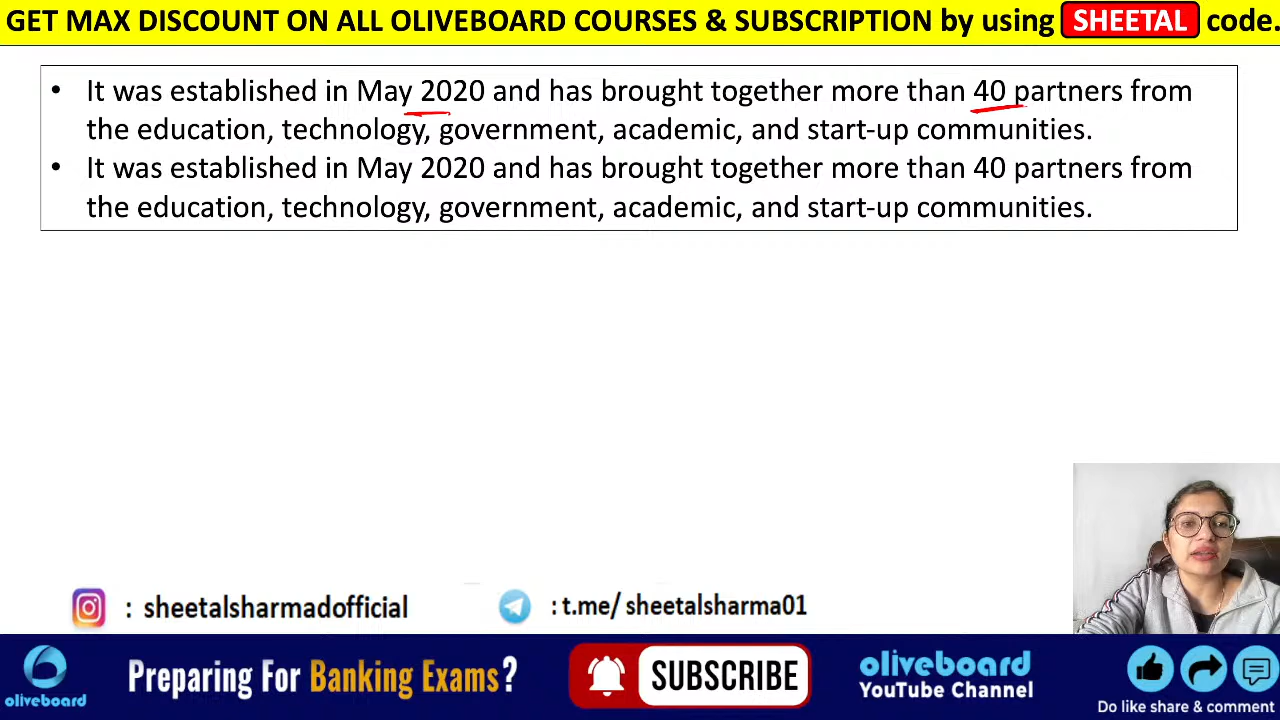 GET MAX DISCOUNT ON ALL OLIVEBOARD COURSES & SUBSCRIPTION by using SHEETAL code.
• It was established in May 2020 and has brought together more than 40 partners from
the education, technology, government, academic, and start-up communities.
• It was established in May 2020 and has brought together more than 40 partners from
the education, technology, government, academic, and start-up communities.
: sheetalsharmadofficial
: t.me/ sheetalsharma01
oliveboard
Preparing For Banking Exams?
SUBSCRIBE
oliveboard
YouTube Channel
Do like share & comment